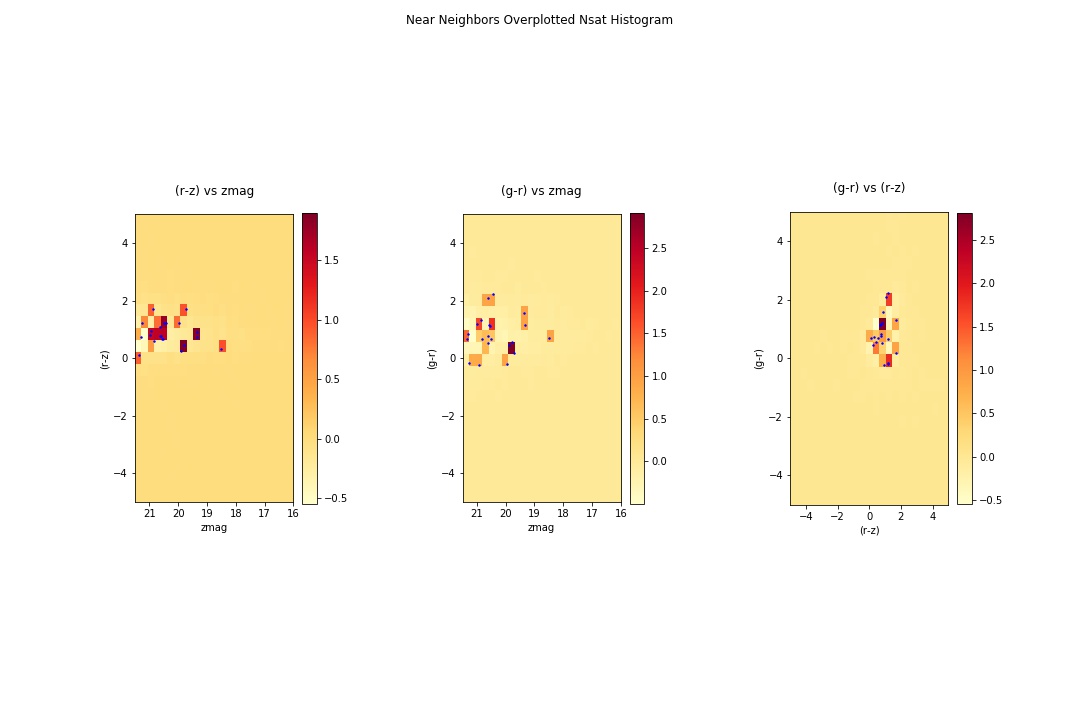 Near Neighbors Overplotted Nsat Histogram
(r-z) vs zmag
(g-r) vs zmag
(g-r) vs (r-z)
4
2
0
−2
−4
(r-z)
21 20 19 18 17 16
zmag
1.5
1.0
0.5
0.0
−0.5
4
2
0
−2
−4
(g-r)
21 20 19 18 17 16
zmag
2.5
2.0
1.5
1.0
0.5
0.0
4
2
0
−2
−4
(g-r)
−4 −2 0 2 4
(r-z)
2.5
2.0
1.5
1.0
0.5
0.0
−0.5